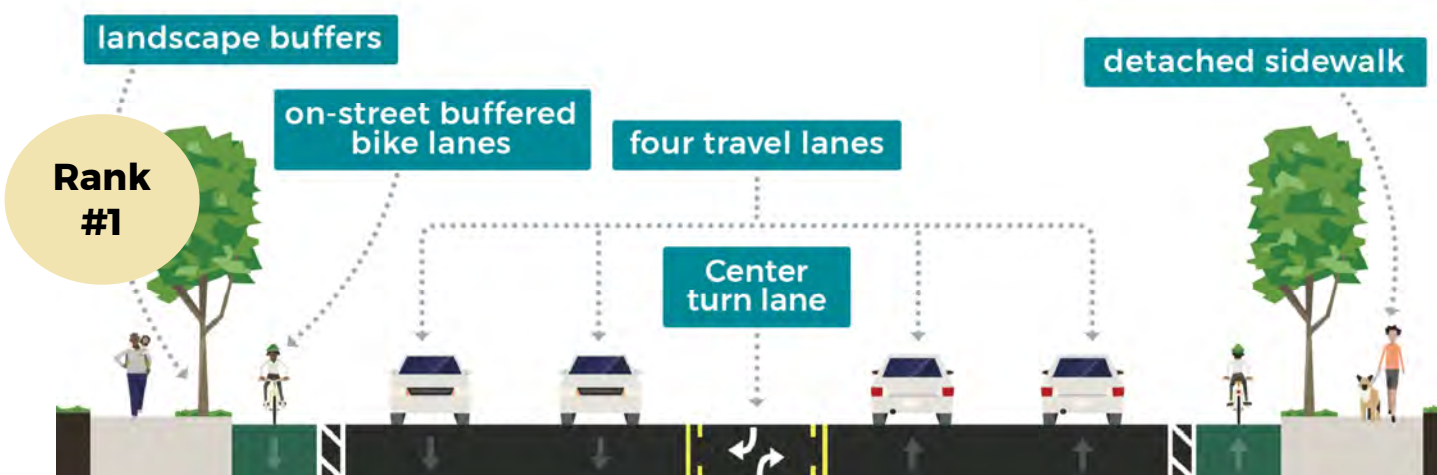 landscape buffers
detached sidewalk
on-street buffered
bike lanes
four travel lanes
Rank
#1
Center
turn lane